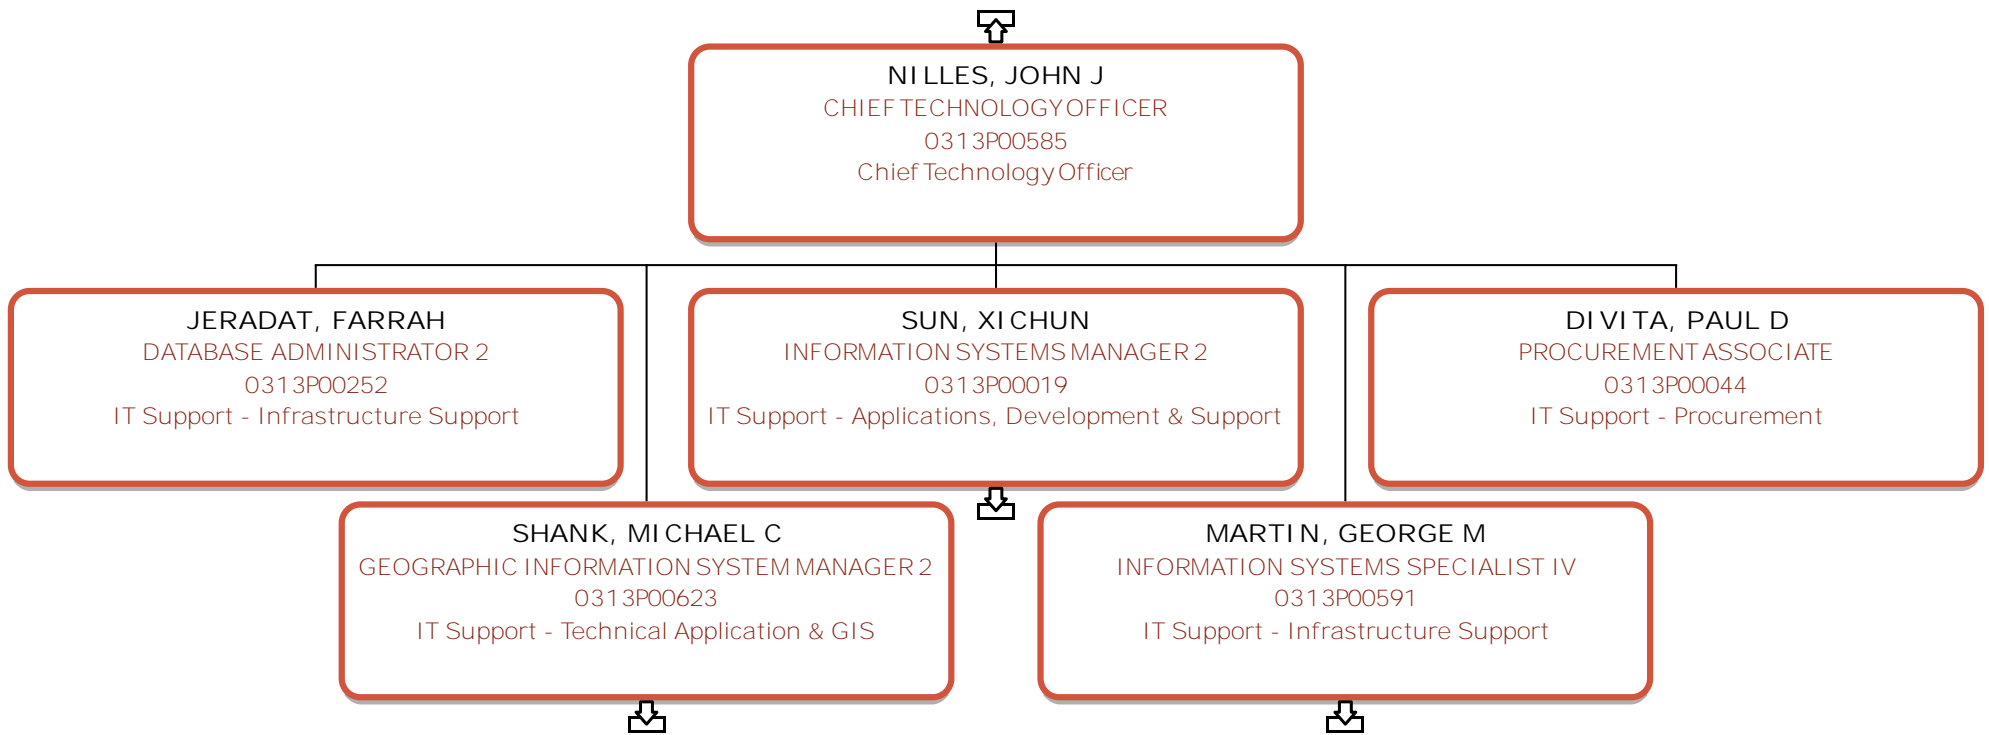 NILLES, JOHN J
CHIEF TECHNOLOGY OFFICER
0313P00585
Chief Technology Officer
JERADAT, FARRAH
DATABASE ADMINISTRATOR 2
0313P00252
IT Support - Infrastructure Support
SUN, XICHUN
INFORMATION SYSTEMS MANAGER 2
0313P00019
IT Support - Applications, Development & Support
DIVITA, PAUL D
PROCUREMENT ASSOCIATE
0313P00044
IT Support - Procurement
SHANK, MICHAEL C
GEOGRAPHIC INFORMATION SYSTEM MANAGER 2
0313P00623
IT Support - Technical Application & GIS
MARTIN, GEORGE M
INFORMATION SYSTEMS SPECIALIST IV
0313P00591
IT Support - Infrastructure Support